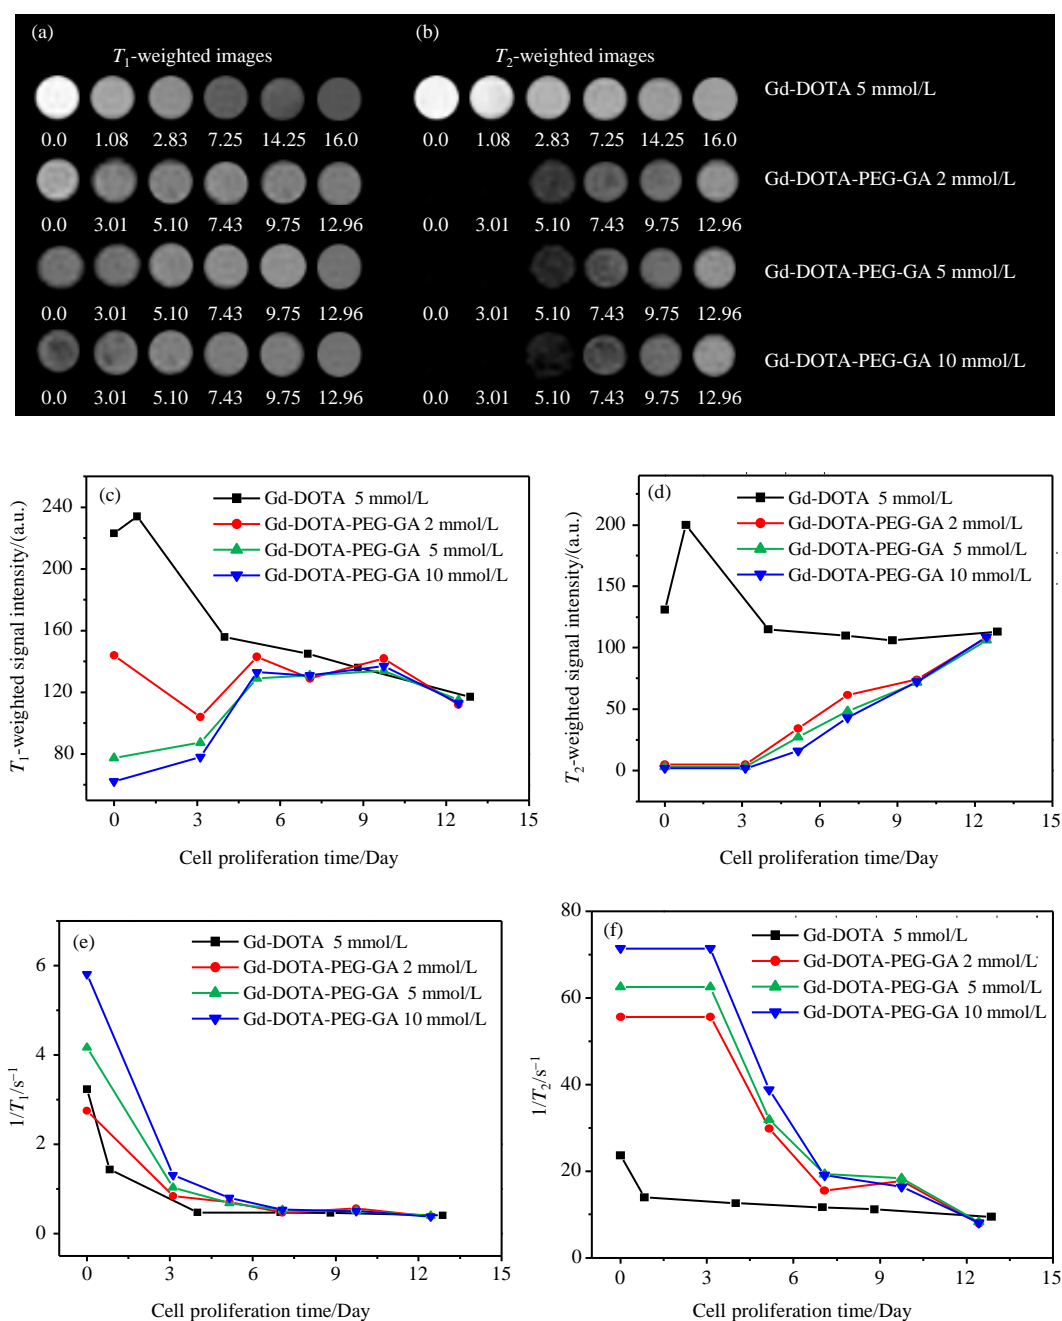 (a) (b)
T1-weighted images T2-weighted images
Gd-DOTA 5 mmol/L
0.0 1.08 2.83 7.25 14.25 16.0 0.0 1.08 2.83 7.25 14.25 16.0
Gd-DOTA-PEG-GA 2 mmol/L
0.0 3.01 5.10 7.43 9.75 12.96 0.0 3.01 5.10 7.43 9.75 12.96
Gd-DOTA-PEG-GA 5 mmol/L
0.0 3.01 5.10 7.43 9.75 12.96 0.0 3.01 5.10 7.43 9.75 12.96
Gd-DOTA-PEG-GA 10 mmol/L
0.0 3.01 5.10 7.43 9.75 12.96 0.0 3.01 5.10 7.43 9.75 12.96
(c)
Gd-DOTA 5 mmol/L
Gd-DOTA-PEG-GA 2 mmol/L
Gd-DOTA-PEG-GA 5 mmol/L
Gd-DOTA-PEG-GA 10 mmol/L
T1-weighted signal intensity/(a.u.)
240
200
160
120
80
0 3 6 9 12 15
Cell proliferation time/Day
(d)
Gd-DOTA 5 mmol/L
Gd-DOTA-PEG-GA 2 mmol/L
Gd-DOTA-PEG-GA 5 mmol/L
Gd-DOTA-PEG-GA 10 mmol/L
T2-weighted signal intensity/(a.u.)
200
150
100
50
0
0 3 6 9 12 15
Cell proliferation time/Day
(e)
Gd-DOTA 5 mmol/L
Gd-DOTA-PEG-GA 2 mmol/L
Gd-DOTA-PEG-GA 5 mmol/L
Gd-DOTA-PEG-GA 10 mmol/L
1/T1/s−1
6
4
2
0
0 3 6 9 12 15
Cell proliferation time/Day
(f)
Gd-DOTA 5 mmol/L
Gd-DOTA-PEG-GA 2 mmol/L
Gd-DOTA-PEG-GA 5 mmol/L
Gd-DOTA-PEG-GA 10 mmol/L
1/T2/s−1
80
60
40
20
0
0 3 6 9 12 15
Cell proliferation time/Day